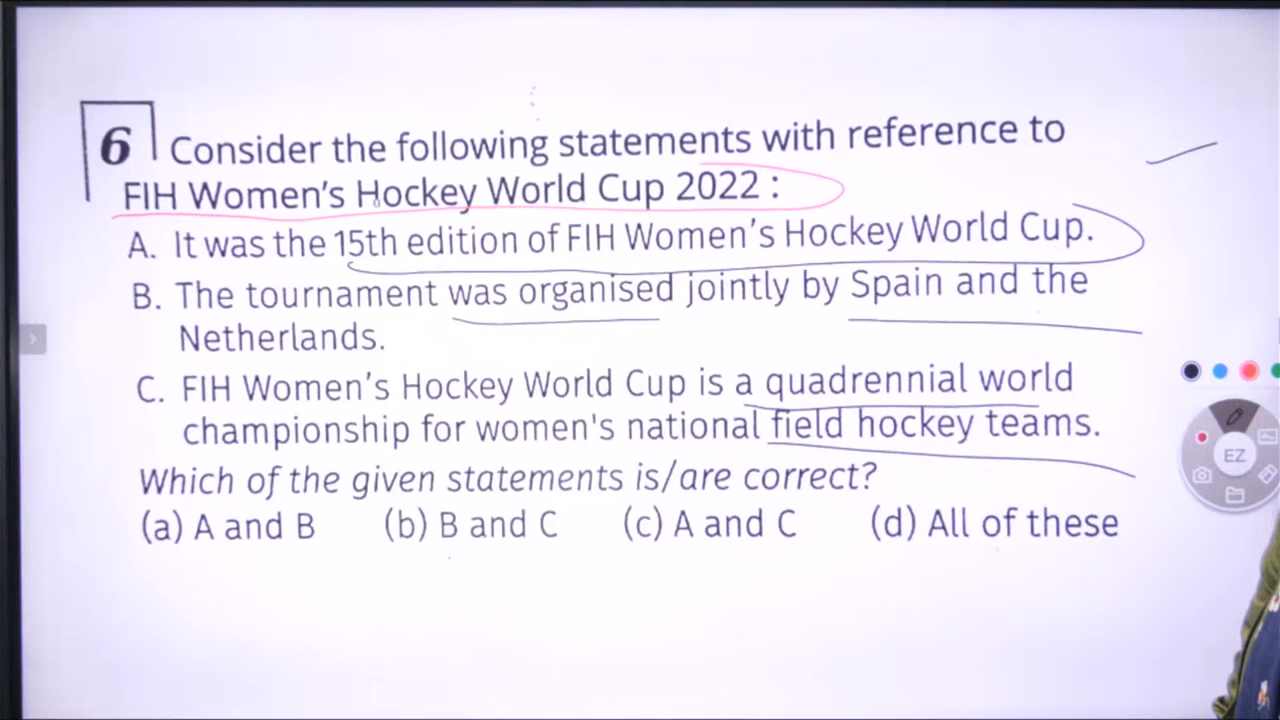 6 Consider the following statements with reference to
FIH Women's Hockey World Cup 2022 :
A. It was the 15th edition of FIH Women's Hockey World Cup.
B. The tournament was organised jointly by Spain and the
Netherlands.
C. FIH Women's Hockey World Cup is a quadrennial world
championship for women's national field hockey teams.
Which of the given statements is/are correct?
(a) A and B (b) B and C (c) A and C (d) All of these
EZ